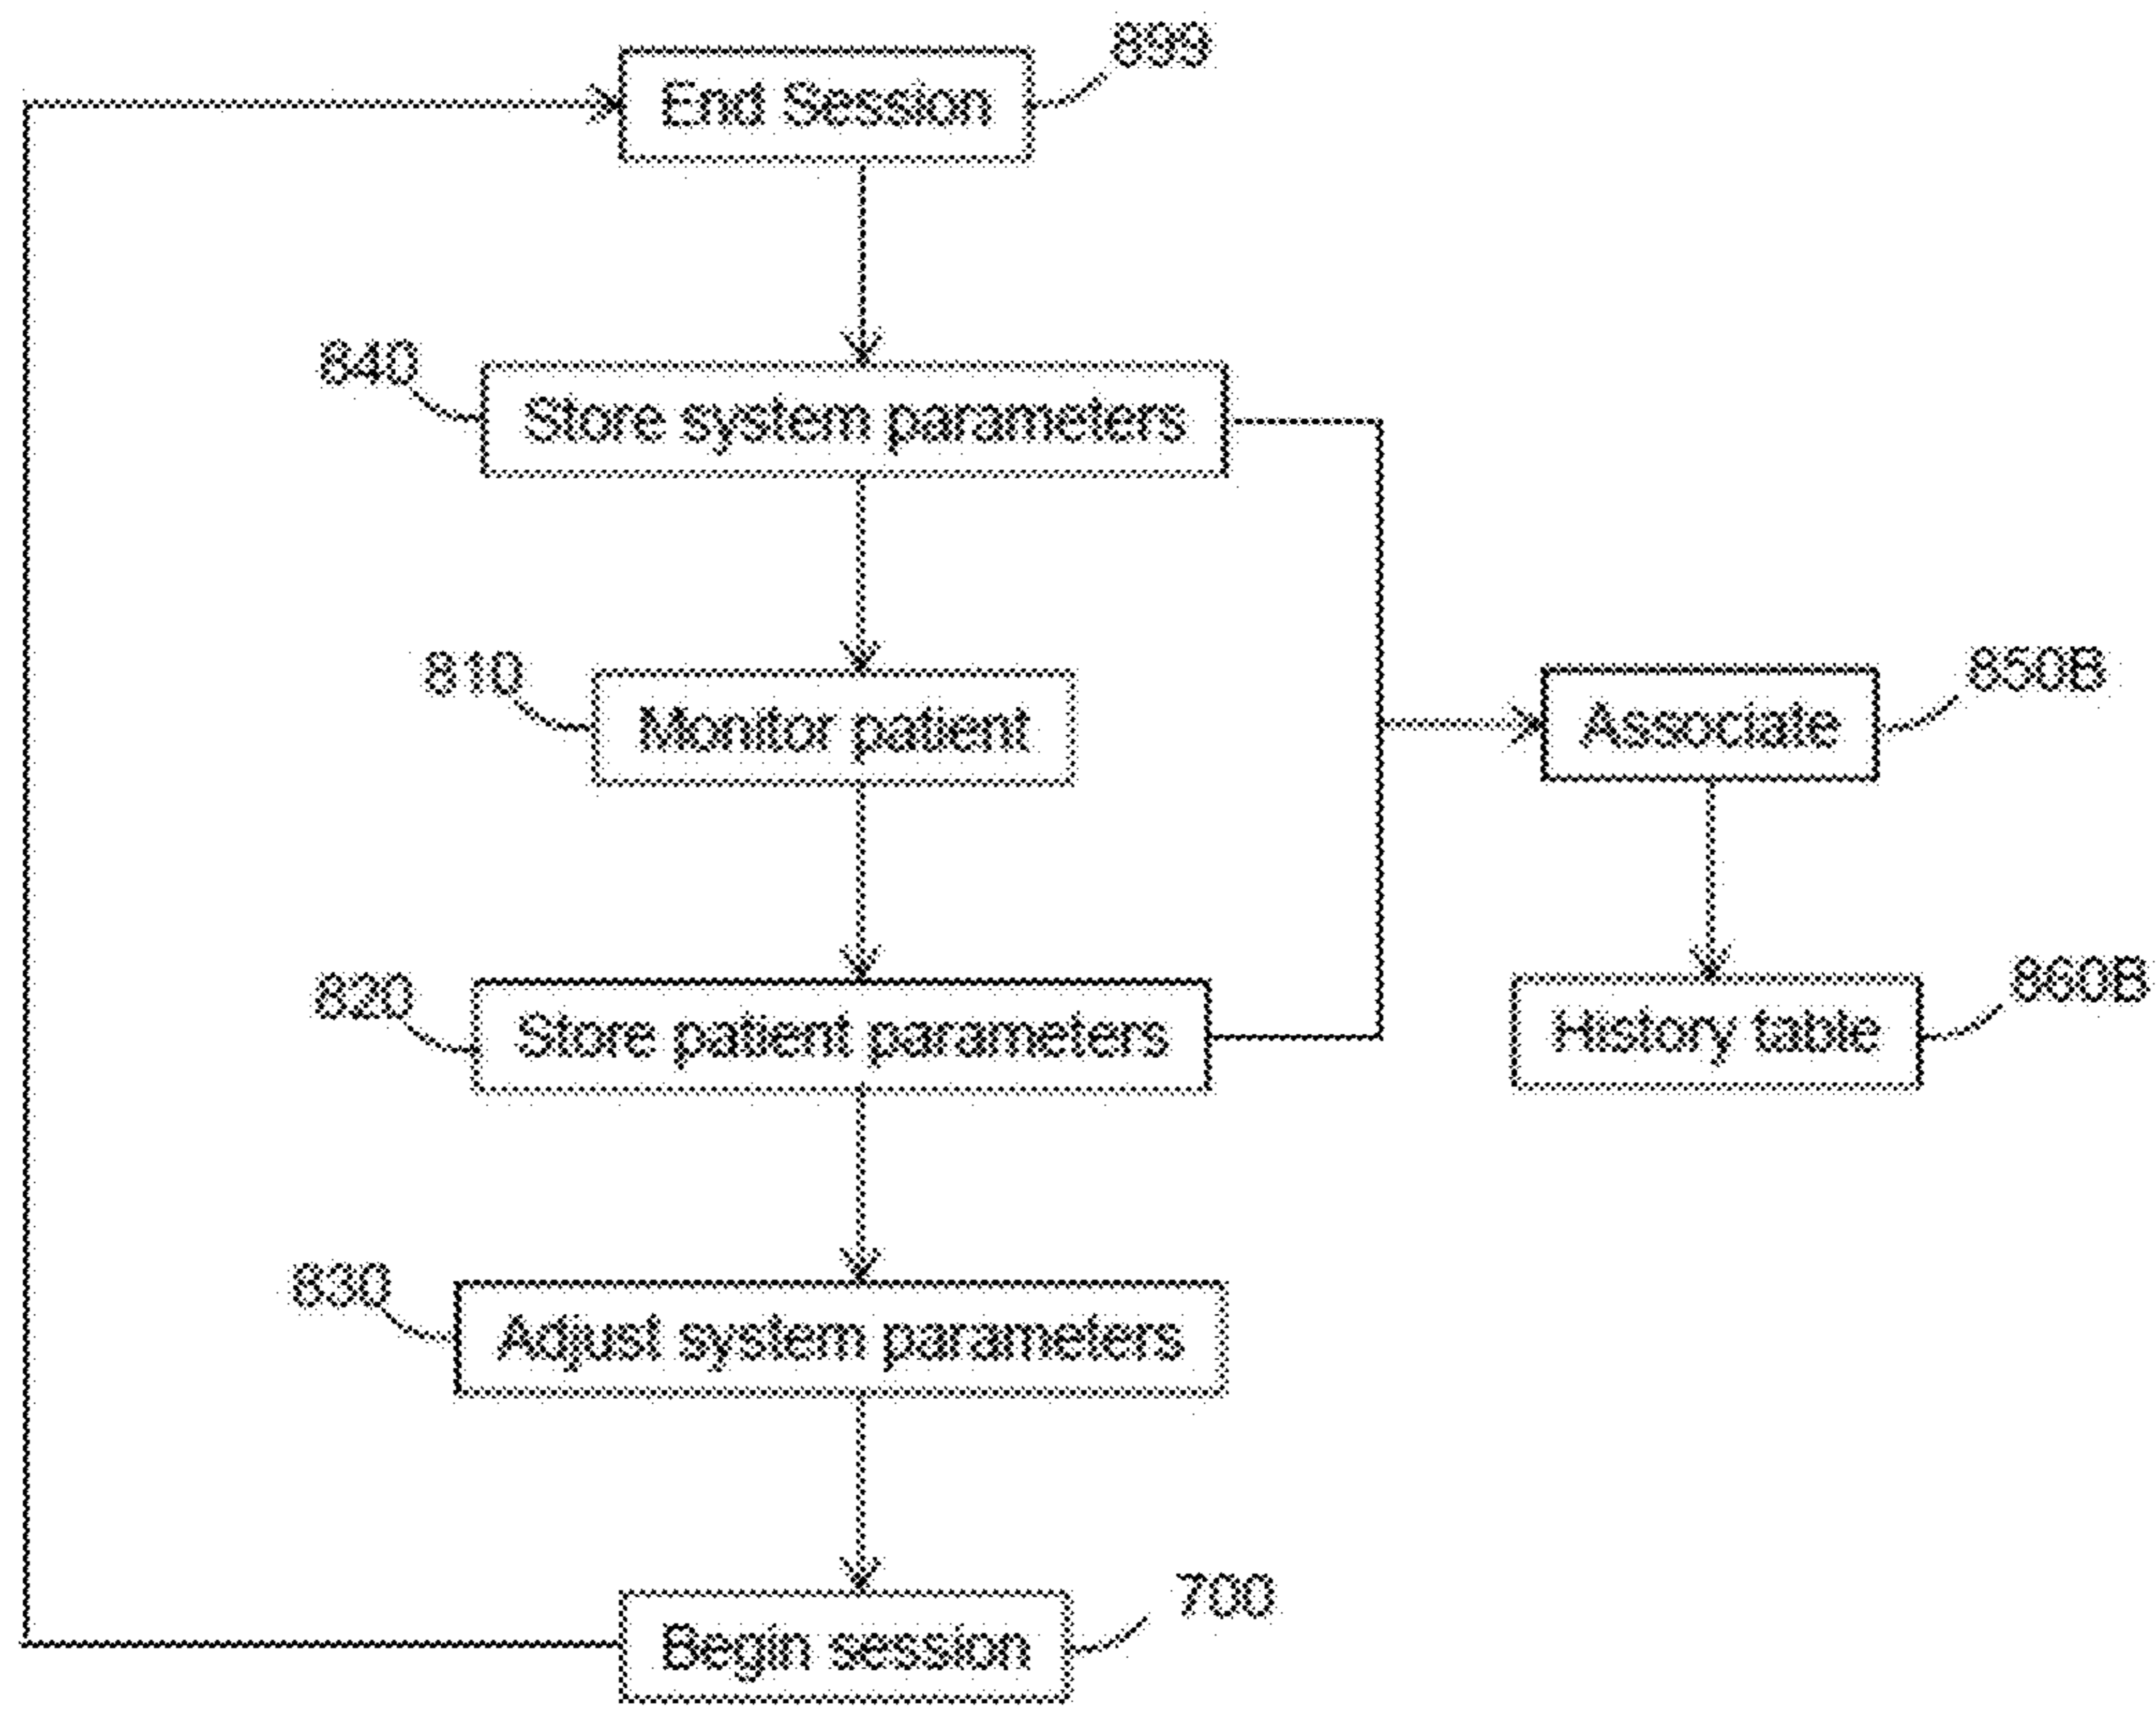 899
End Session
840
Store system parameters
810
Monitor patient
850B
Associate
820
Store patient parameters
860B
History table
830
Adjust system parameters
700
Begin session